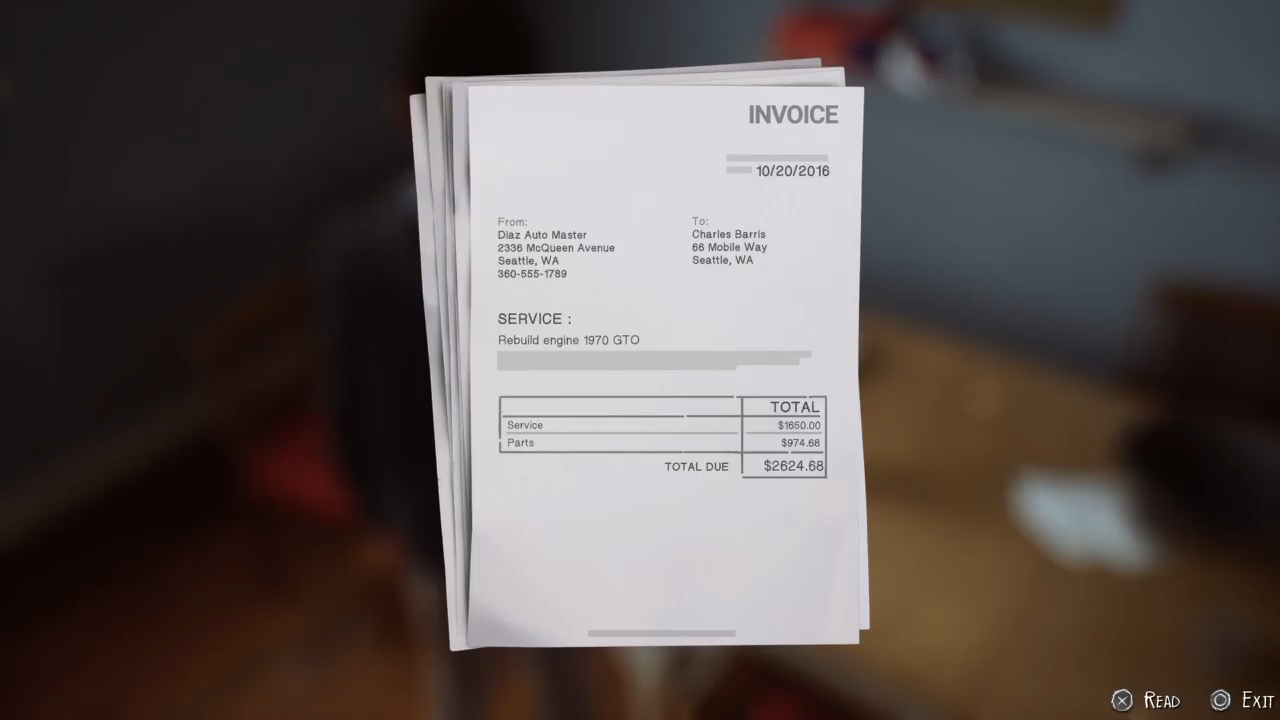 INVOICE
10/20/2016
From:
Diaz Auto Master
2336 McQueen Avenue
Seattle, WA
360-555-1789
To:
Charles Barris
66 Mobile Way
Seattle, WA
SERVICE :
Rebuild engine 1970 GTO
TOTAL
Service $1650.00
Parts $974.68
TOTAL DUE $2624.68
READ EXIT